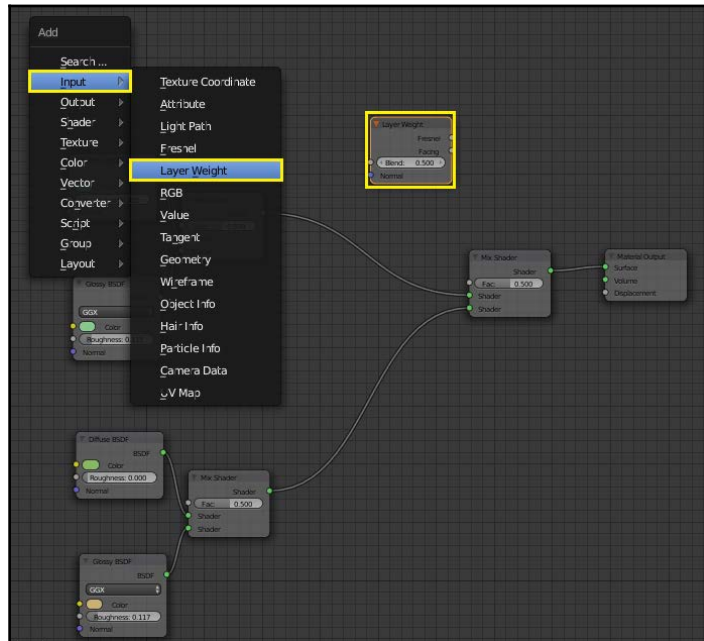 Add
Search ...
Input
Output
Shader
Texture
Color
Vector
Converter
Script
Group
Layout
Texture Coordinate
Attribute
Light Path
Fresnel
Layer Weight
RGB
Value
Tangent
Geometry
Wireframe
Object Info
Hair Info
Particle Info
Camera Data
UV Map
Layer Weight
Fresnel
Facing
Blend: 0.500
Normal
Mix Shader
Shader
Fac: 0.500
Shader
Shader
Material Output
Surface
Volume
Displacement
Glossy BSDF
GGX
Color
Roughness: 0.
Normal
Diffuse BSDF
BSDF
Color
Roughness: 0.000
Normal
Mix Shader
Shader
Fac: 0.500
Shader
Shader
Glossy BSDF
BSDF
GGX
Color
Roughness: 0.117
Normal